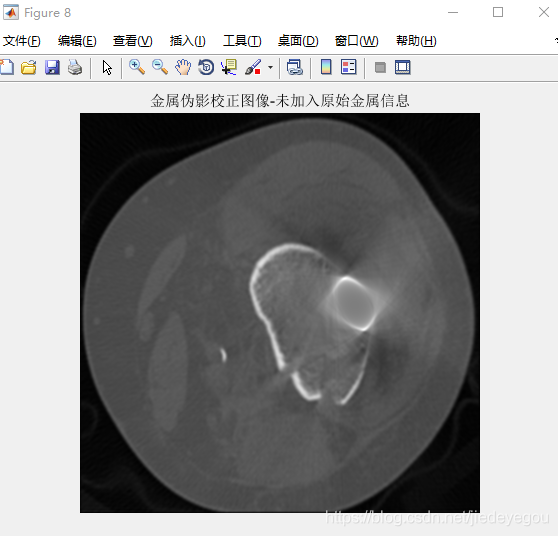 Figure 8
文件(F) 编辑(E) 查看(V) 插入(I) 工具(T) 桌面(D) 窗口(W) 帮助(H)
金属伪影校正图像-未加入原始金属信息
https://blog.csdn.net/jiedeyegou